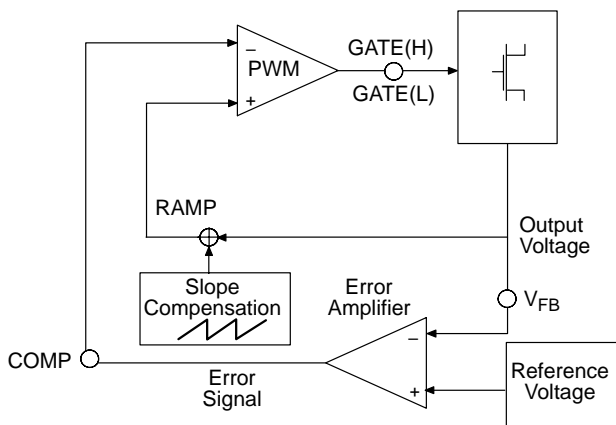 GATE(H)
−
PWM
+
GATE(L)
RAMP
Output
Voltage
Slope
Compensation
Error
Amplifier
VFB
−
COMP
Error
Signal
+
Reference
Voltage